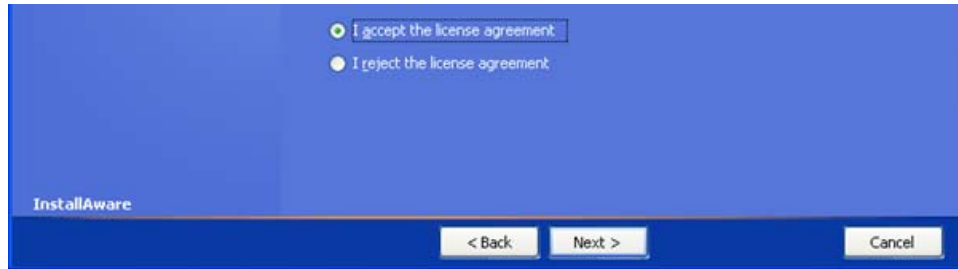 I accept the license agreement
I reject the license agreement
InstallAware
< Back Next > Cancel